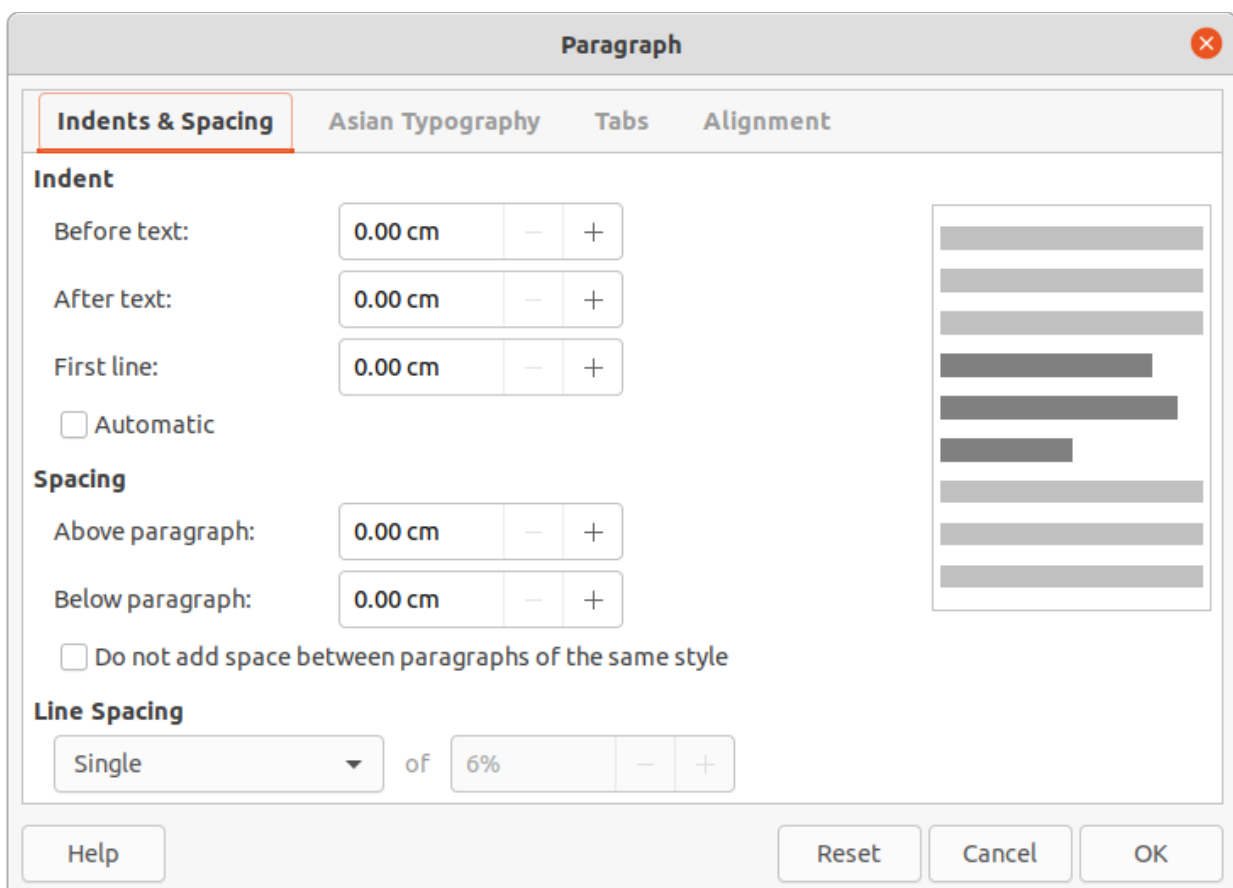 Paragraph
Indents & Spacing Asian Typography Tabs Alignment
Indent
Before text: 0.00 cm
After text: 0.00 cm
First line: 0.00 cm
Automatic
Spacing
Above paragraph: 0.00 cm
Below paragraph: 0.00 cm
Do not add space between paragraphs of the same style
Line Spacing
Single of 6%
Help Reset Cancel OK